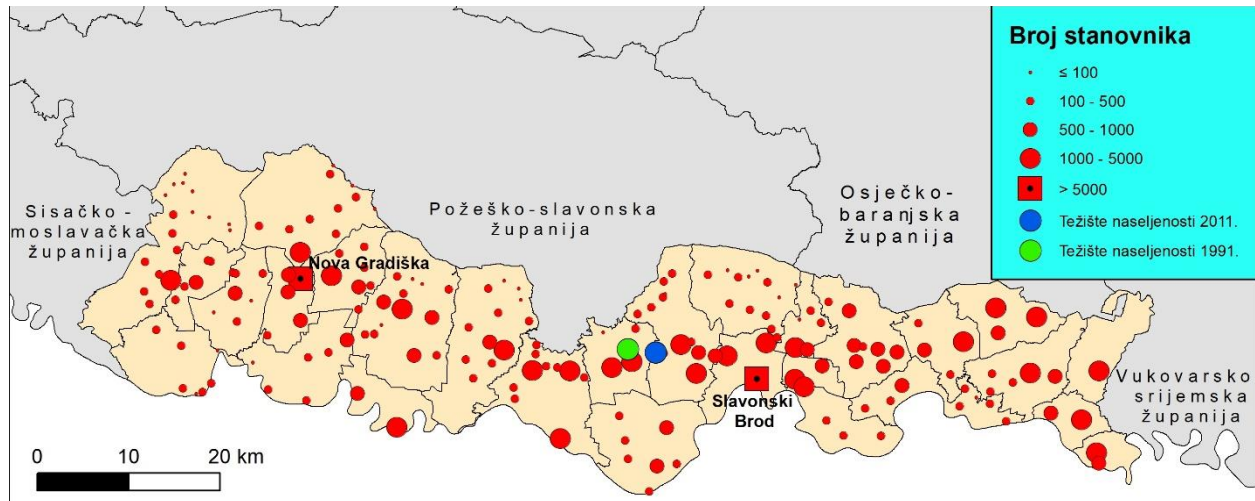 Broj stanovnika
≤ 100
100 - 500
500 - 1000
1000 - 5000
> 5000
Težište naseljenosti 2011.
Težište naseljenosti 1991.
Sisačko -
moslavačka
županija
Požeško-slavonska
županija
Osječko-
baranjska
županija
Nova Gradiška
Slavonski
Brod
Vukovarsko
srijemska
županija
0 10 20 km